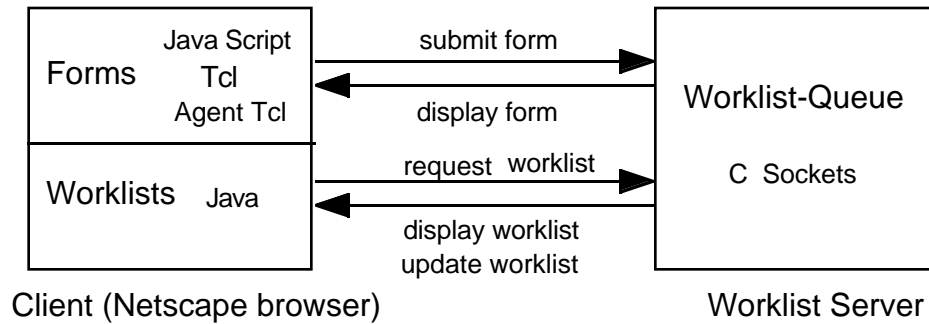 Forms
Java Script
Tcl
Agent Tcl
Worklists Java
submit form
display form
request worklist
display worklist
update worklist
Worklist-Queue
C Sockets
Client (Netscape browser)
Worklist Server